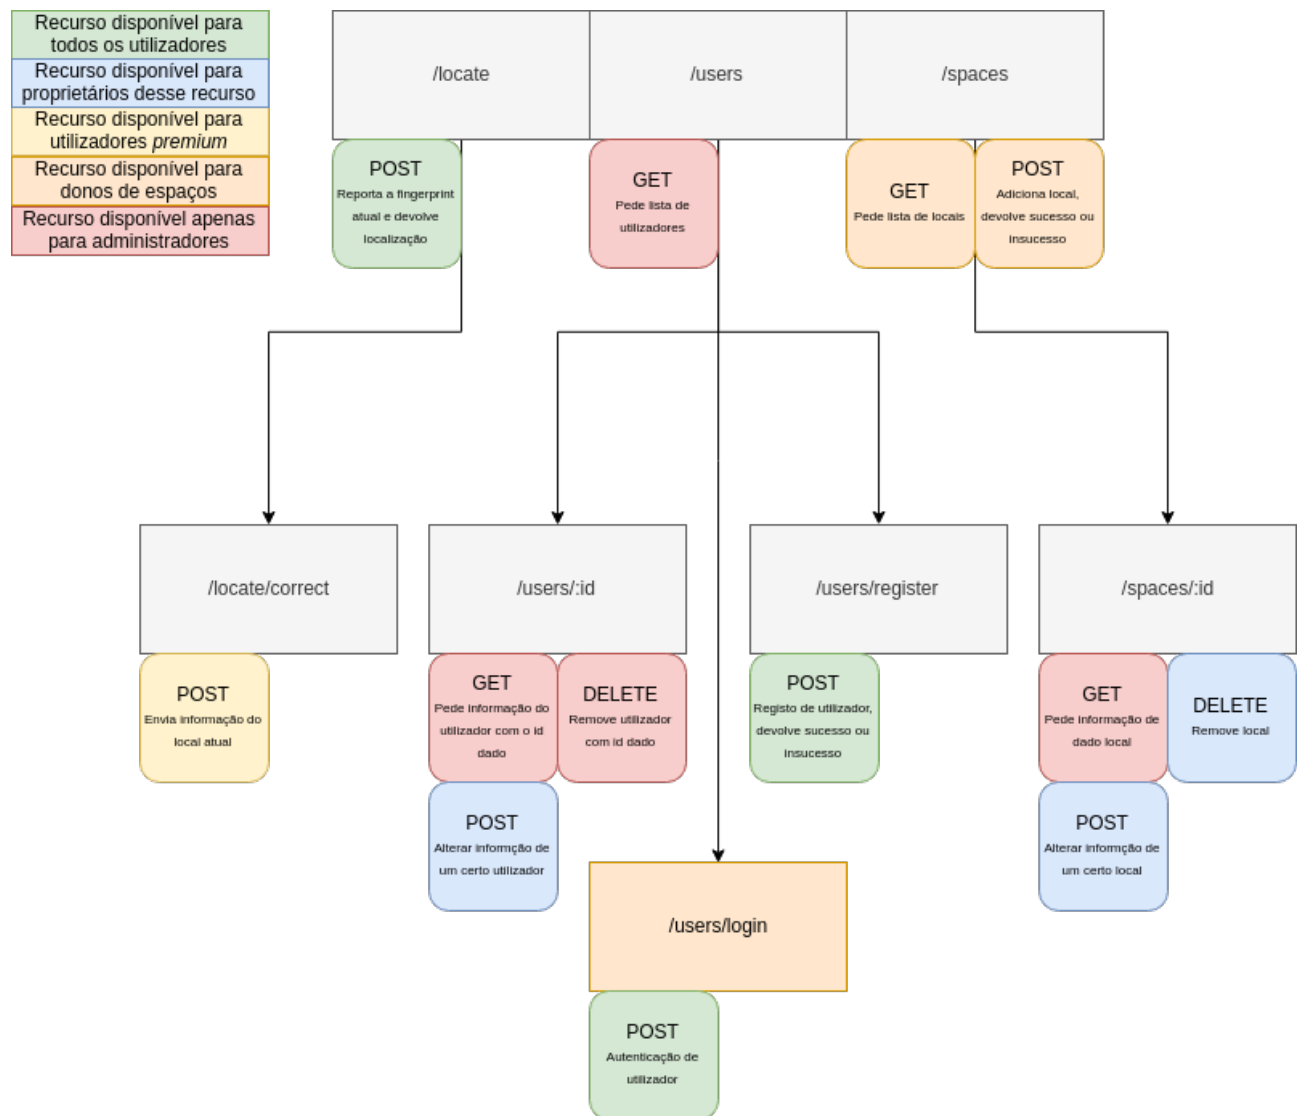 Recurso disponível para
todos os utilizadores
Recurso disponível para
proprietários desse recurso
Recurso disponível para
utilizadores premium
Recurso disponível para
donos de espaços
Recurso disponível apenas
para administradores
/locate
/users
/spaces
POST
Reporta a fingerprint
atual e devolve
localização
GET
Pede lista de
utilizadores
GET
Pede lista de locais
POST
Adiciona local,
devolve sucesso ou
insucesso
/locate/correct
/users/:id
/users/register
/spaces/:id
POST
Envia informação do
local atual
GET
Pede informação do
utilizador com o id
dado
DELETE
Remove utilizador
com id dado
POST
Alterar informção de
um certo utilizador
POST
Registo de utilizador,
devolve sucesso ou
insucesso
GET
Pede informação de
dado local
DELETE
Remove local
POST
Alterar informção de
um certo local
/users/login
POST
Autenticação de
utilizador